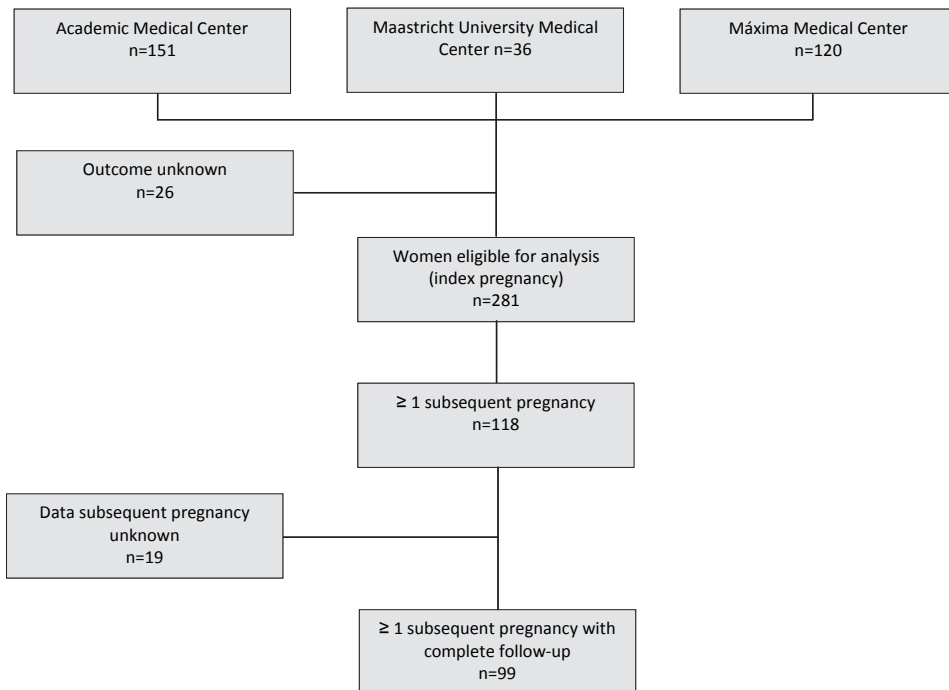 Academic Medical Center
n=151
Maastricht University Medical
Center n=36
Máxima Medical Center
n=120
Outcome unknown
n=26
Women eligible for analysis
(index pregnancy)
n=281
≥ 1 subsequent pregnancy
n=118
Data subsequent pregnancy
unknown
n=19
≥ 1 subsequent pregnancy with
complete follow-up
n=99